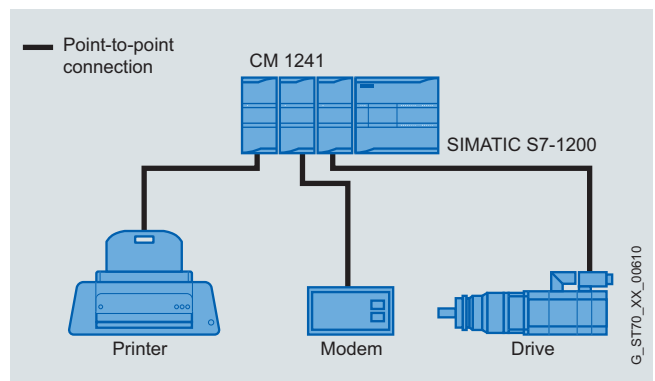 Point-to-point
connection
CM 1241
SIMATIC S7-1200
Printer
Modem
Drive
G_ST70_XX_00610